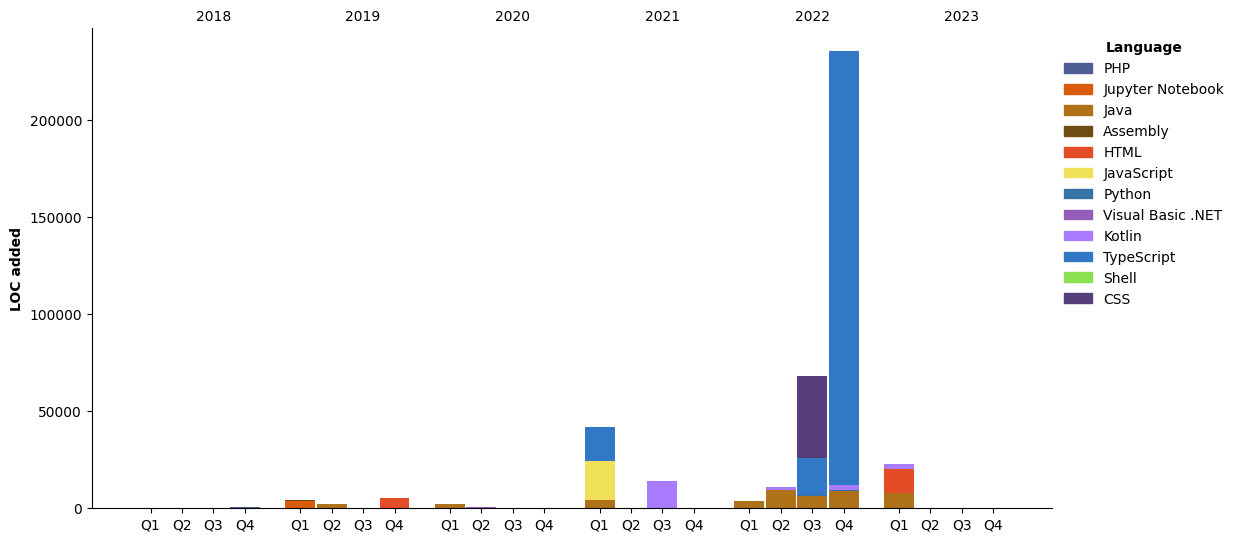 2018 2019 2020 2021 2022 2023
Language
PHP
Jupyter Notebook
Java
Assembly
HTML
JavaScript
Python
Visual Basic .NET
Kotlin
TypeScript
Shell
CSS
LOC added
200000
150000
100000
50000
0
Q1 Q2 Q3 Q4 Q1 Q2 Q3 Q4 Q1 Q2 Q3 Q4 Q1 Q2 Q3 Q4 Q1 Q2 Q3 Q4 Q1 Q2 Q3 Q4